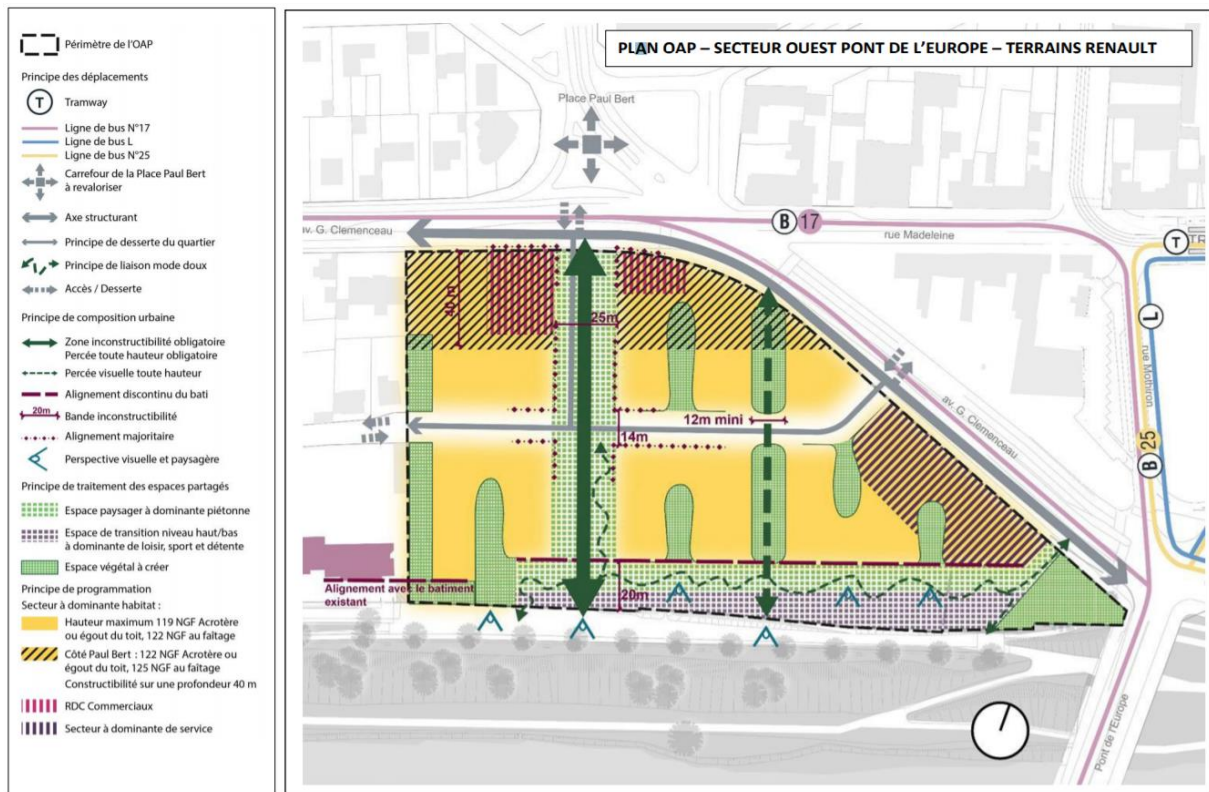 Périmètre de l'OAP
Principe des déplacements
T
Tramway
Ligne de bus N°17
Ligne de bus L
Ligne de bus N°25
Carrefour de la Place Paul Bert
à revaloriser
Axe structurant
Principe de desserte du quartier
Principe de liaison mode doux
Accès / Desserte
Principe de composition urbaine
Zone inconstructibilité obligatoire
Percée toute hauteur obligatoire
Percée visuelle toute hauteur
Alignement discontinu du bati
20m
Bande inconstructibilité
Alignement majoritaire
Perspective visuelle et paysagère
Principe de traitement des espaces partagés
Espace paysager à dominante piétonne
Espace de transition niveau haut/bas
à dominante de loisir, sport et détente
Espace végétal à créer
Principe de programmation
Secteur à dominante habitat :
Hauteur maximum 119 NGF Acrotère
ou égout du toit, 122 NGF au faîtage
Côté Paul Bert : 122 NGF Acrotère ou
égout du toit, 125 NGF au faîtage
Constructibilité sur une profondeur 40 m
RDC Commerciaux
Secteur à dominante de service
PLAN OAP – SECTEUR OUEST PONT DE L'EUROPE – TERRAINS RENAULT
Place Paul Bert
av. G. Clemenceau
B 17
rue Madeleine
T
TR
40 m
25m
L
rue Mothiron
av. G. Clemenceau
12m mini
14m
B 25
Alignement avec le batiment
existant
20m
Pont de l'Europe